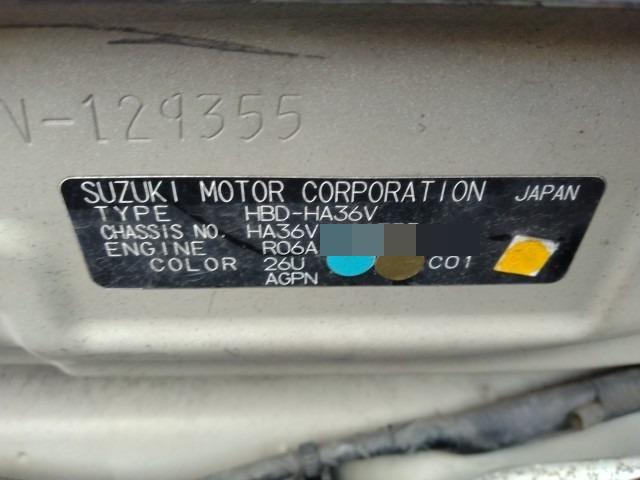 V-129355
SUZUKI MOTOR CORPORATION JAPAN
TYPE HBD-HA36V
CHASSIS NO. HA36V
ENGINE R06A
COLOR 26U C01
AGPN